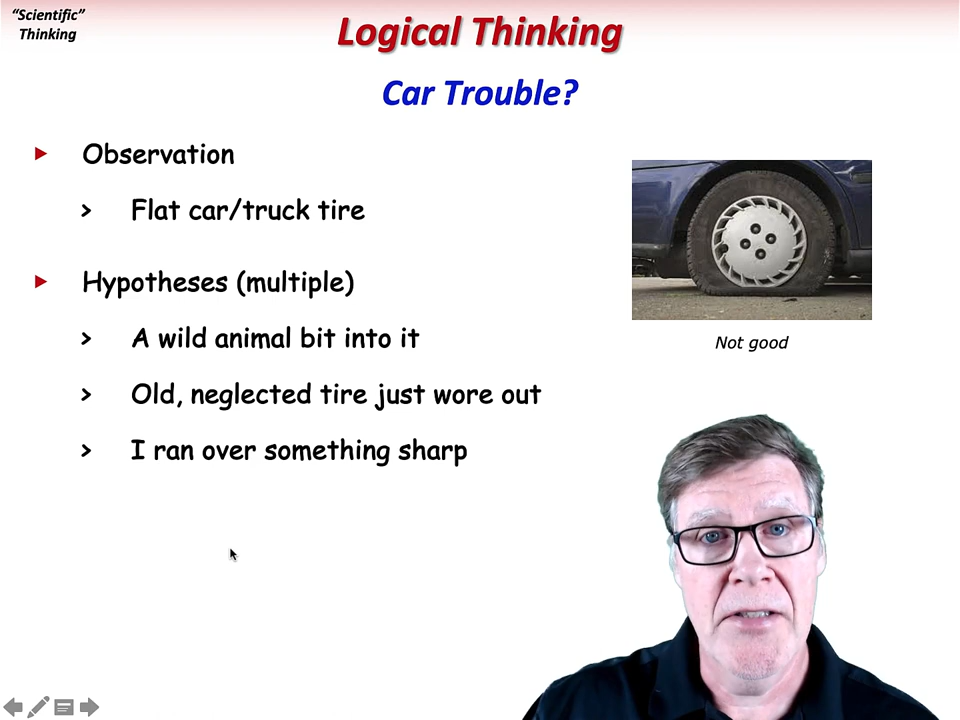 “Scientific”
Thinking
Logical Thinking
Car Trouble?
Observation
> Flat car/truck tire
Hypotheses (multiple)
> A wild animal bit into it
> Old, neglected tire just wore out
> I ran over something sharp
Not good